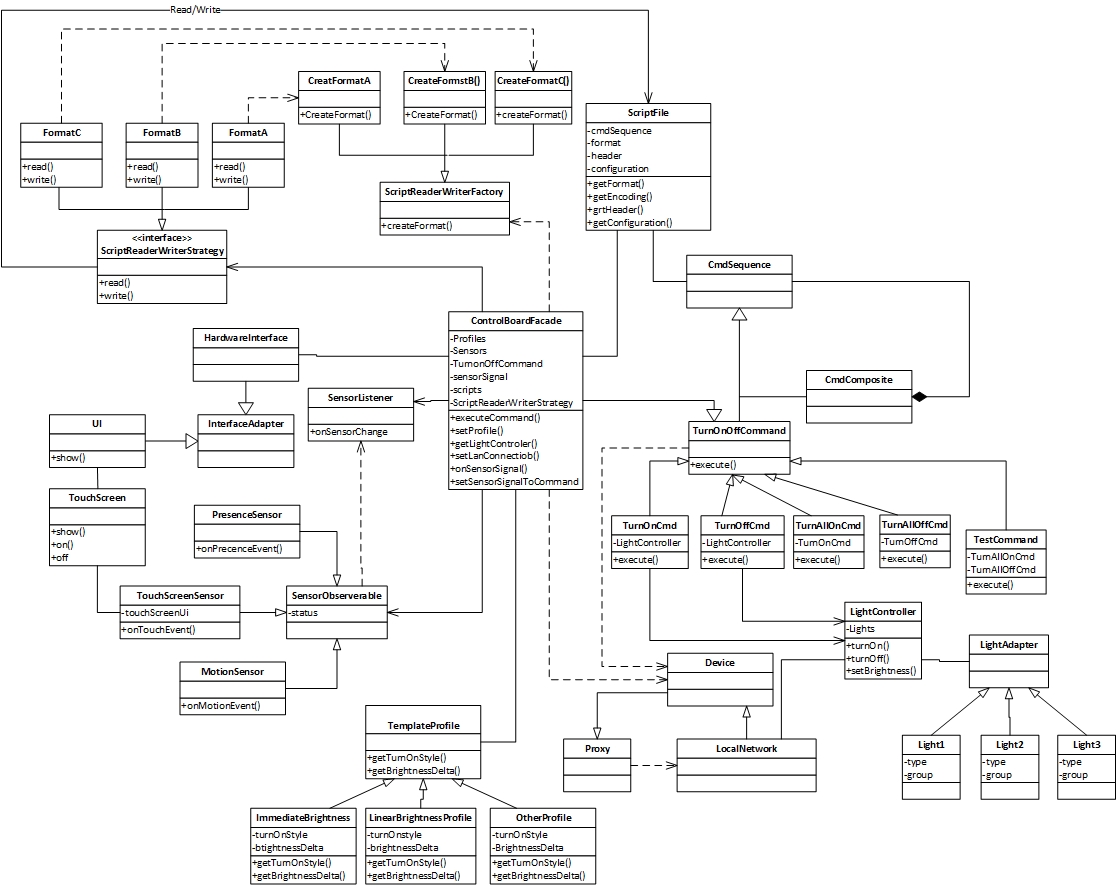 Read/Write
CreatFormatA
+CreateFormat()
CreateFormstB()
+CreateFormat()
CreateFormatC()
+createFormat()
ScriptFile
-cmdSequence
-format
-header
-configuration
+getFormat()
+getEncoding()
+grtHeader()
+getConfiguration()
FormatC
+read()
+write()
FormatB
+read()
+write()
FormatA
+read()
+write()
ScriptReaderWriterFactory
+createFormat()
<<interface>>
ScriptReaderWriterStrategy
+read()
+write()
CmdSequence
ControlBoardFacade
-Profiles
-Sensors
-TurnonOffCommand
-sensorSignal
-scripts
-ScriptReaderWriterStrategy
+executeCommand()
+setProfile()
+getLightControler()
+setLanConnectiob()
+onSensorSignal()
+setSensorSignalToCommand
HardwareInterface
CmdComposite
SensorListener
+onSensorChange
UI
+show()
InterfaceAdapter
TurnOnOffCommand
+execute()
TouchScreen
+show()
+on()
+off
PresenceSensor
+onPrecenceEvent()
TurnOnCmd
-LightController
+execute()
TurnOffCmd
-LightController
+execute()
TurnAllOnCmd
-TurnOnCmd
+execute()
TurnAllOffCmd
-TurnOffCmd
+execute()
TestCommand
-TurnAllOnCmd
-TurnAllOffCmd
+execute()
TouchScreenSensor
-touchScreenUi
+onTouchEvent()
SensorObserverable
-status
LightController
-Lights
+turnOn()
+turnOff()
+setBrightness()
LightAdapter
MotionSensor
+onMotionEvent()
Device
TemplateProfile
+getTurnOnStyle()
+getBrightnessDelta()
Proxy
LocalNetwork
Light1
-type
-group
Light2
-type
-group
Light3
-type
-group
ImmediateBrightness
-turnOnStyle
-btightnessDelta
+getTurnOnStyle()
+getBrightnessDelta()
LinearBrightnessProfile
-turnOnstyle
-brightnessDelta
+getTurnOnStyle()
+getBrightnessDelta()
OtherProfile
-turnOnStyle
-BrightnessDelta
+getTurnOnStyle()
+getBrightnessDelta()